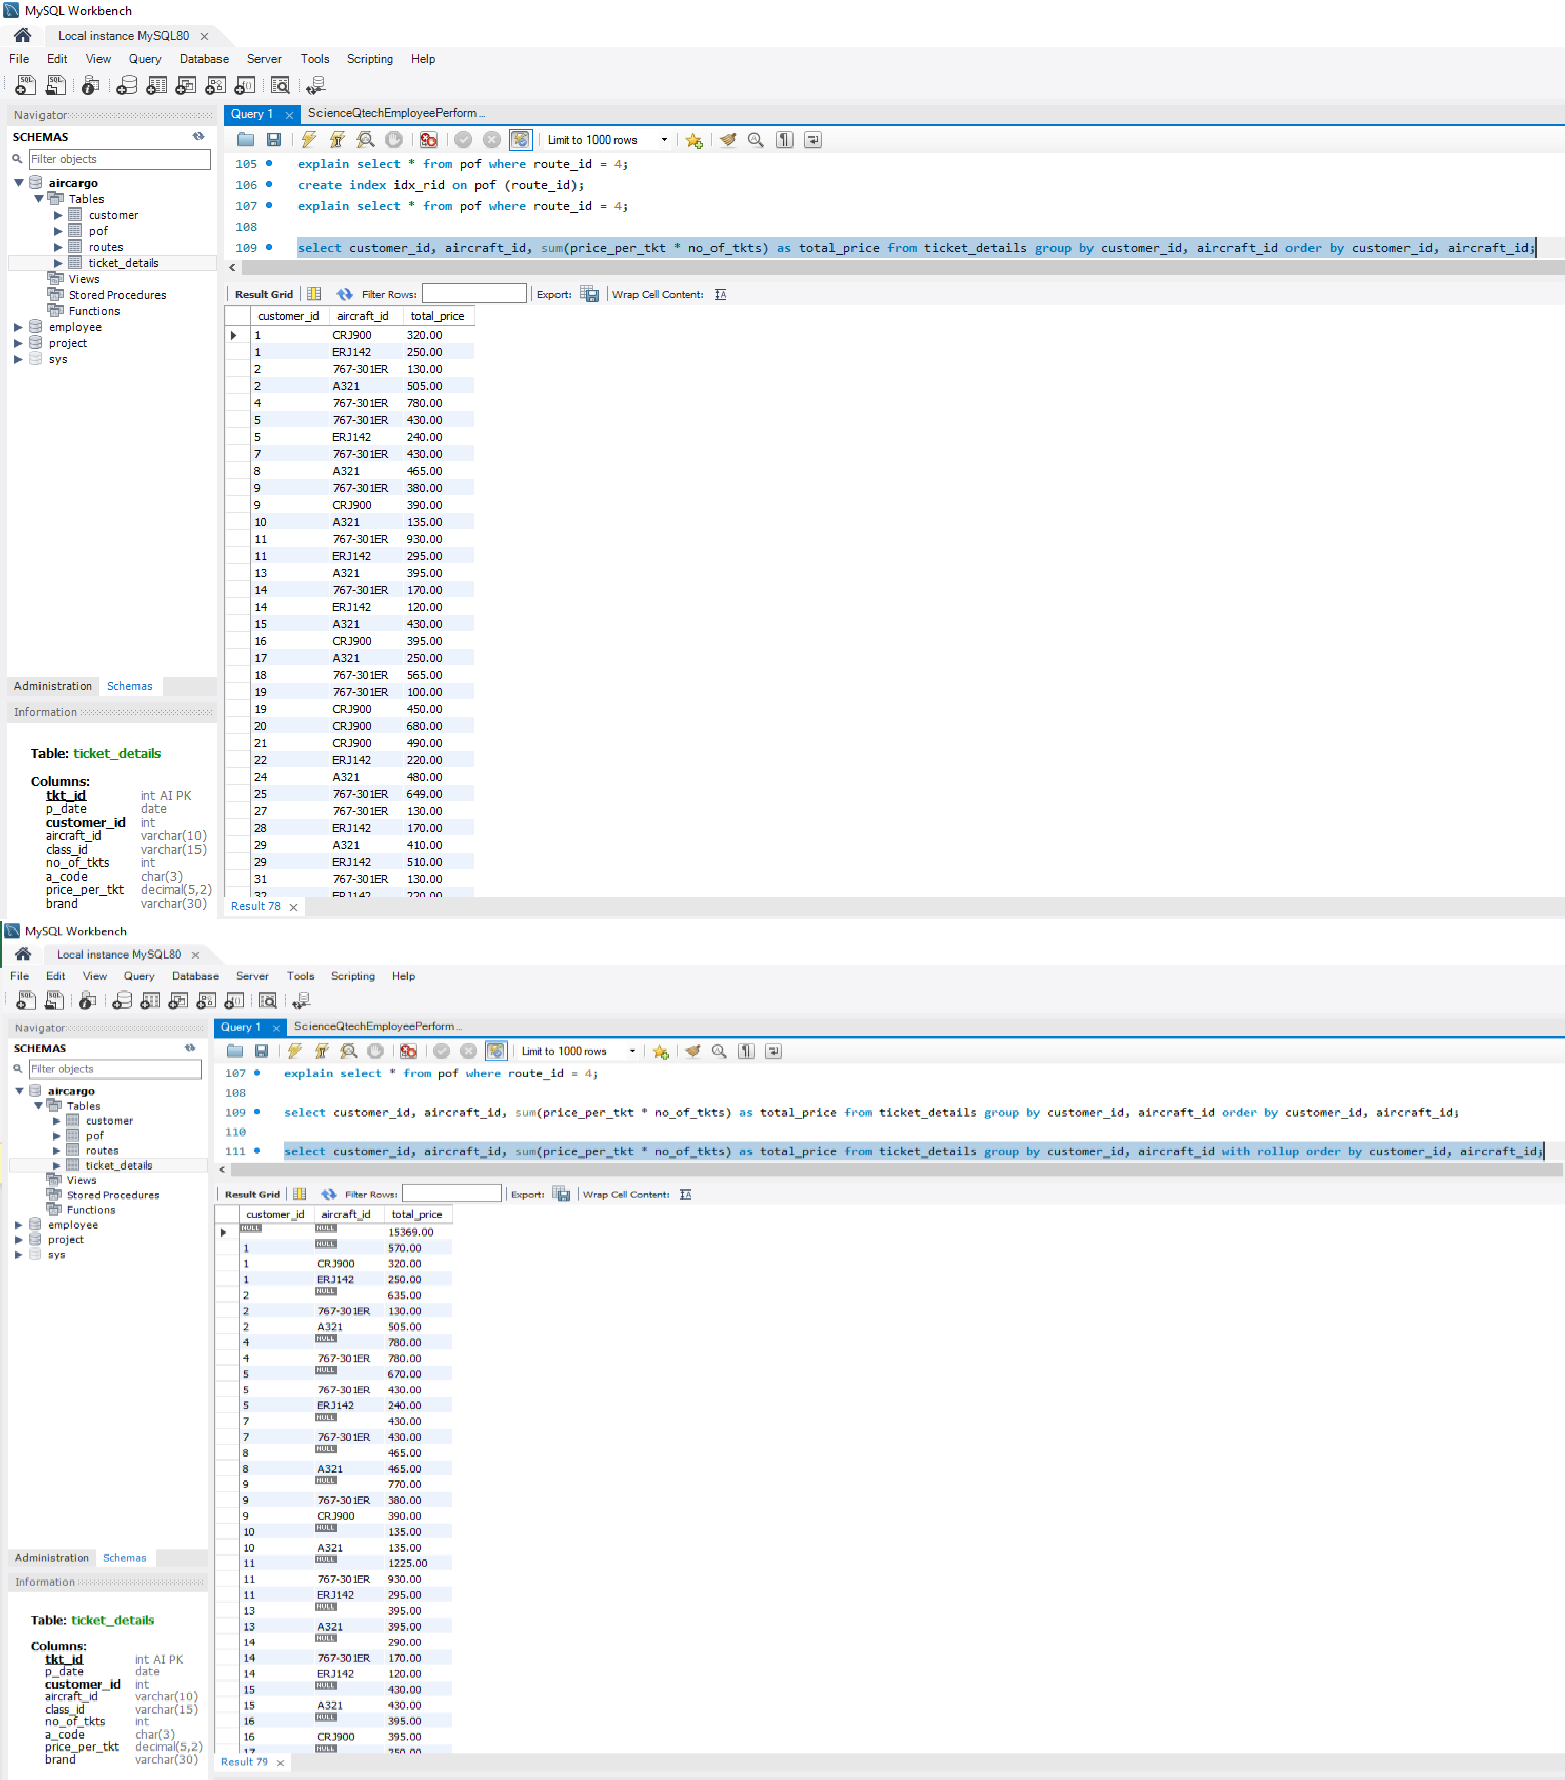 MySQL Workbench
Local instance MySQL80 ×
File Edit View Query Database Server Tools Scripting Help
Navigator
SCHEMAS
Filter objects
aircargo
Tables
customer
pof
routes
ticket_details
Views
Stored Procedures
Functions
employee
project
sys
Administration Schemas
Information
Table: ticket_details
Columns:
tkt_id int AI PK
p_date date
customer_id int
aircraft_id varchar(10)
class_id varchar(15)
no_of_tkts int
a_code char(3)
price_per_tkt decimal(5,2)
brand varchar(30)
Query 1 × ScienceQtechEmployeePerform...
Limit to 1000 rows
105 explain select * from pof where route_id = 4;
106 create index idx_rid on pof (route_id);
107 explain select * from pof where route_id = 4;
108
109 select customer_id, aircraft_id, sum(price_per_tkt * no_of_tkts) as total_price from ticket_details group by customer_id, aircraft_id order by customer_id, aircraft_id;
Result Grid Filter Rows: Export: Wrap Cell Content:
customer_id aircraft_id total_price
1 CRJ900 320.00
1 ERJ142 250.00
2 767-301ER 130.00
2 A321 505.00
4 767-301ER 780.00
5 767-301ER 430.00
5 ERJ142 240.00
7 767-301ER 430.00
8 A321 465.00
9 767-301ER 380.00
9 CRJ900 390.00
10 A321 135.00
11 767-301ER 930.00
11 ERJ142 295.00
13 A321 395.00
14 767-301ER 170.00
14 ERJ142 120.00
15 A321 430.00
16 CRJ900 395.00
17 A321 250.00
18 767-301ER 565.00
19 767-301ER 100.00
19 CRJ900 450.00
20 CRJ900 680.00
21 CRJ900 490.00
22 ERJ142 220.00
24 A321 480.00
25 767-301ER 649.00
27 767-301ER 130.00
28 ERJ142 170.00
29 A321 410.00
29 ERJ142 510.00
31 767-301ER 130.00
32 ERJ142 220.00
Result 78 ×
MySQL Workbench
Local instance MySQL80 ×
File Edit View Query Database Server Tools Scripting Help
Navigator
SCHEMAS
Filter objects
aircargo
Tables
customer
pof
routes
ticket_details
Views
Stored Procedures
Functions
employee
project
sys
Administration Schemas
Information
Table: ticket_details
Columns:
tkt_id int AI PK
p_date date
customer_id int
aircraft_id varchar(10)
class_id varchar(15)
no_of_tkts int
a_code char(3)
price_per_tkt decimal(5,2)
brand varchar(30)
Query 1 × ScienceQtechEmployeePerform...
Limit to 1000 rows
107 explain select * from pof where route_id = 4;
108
109 select customer_id, aircraft_id, sum(price_per_tkt * no_of_tkts) as total_price from ticket_details group by customer_id, aircraft_id order by customer_id, aircraft_id;
110
111 select customer_id, aircraft_id, sum(price_per_tkt * no_of_tkts) as total_price from ticket_details group by customer_id, aircraft_id with rollup order by customer_id, aircraft_id;
Result Grid Filter Rows: Export: Wrap Cell Content:
customer_id aircraft_id total_price
NULL NULL 15369.00
1 NULL 570.00
1 CRJ900 320.00
1 ERJ142 250.00
2 NULL 635.00
2 767-301ER 130.00
2 A321 505.00
4 NULL 780.00
4 767-301ER 780.00
5 NULL 670.00
5 767-301ER 430.00
5 ERJ142 240.00
7 NULL 430.00
7 767-301ER 430.00
8 NULL 465.00
8 A321 465.00
9 NULL 770.00
9 767-301ER 380.00
9 CRJ900 390.00
10 NULL 135.00
10 A321 135.00
11 NULL 1225.00
11 767-301ER 930.00
11 ERJ142 295.00
13 NULL 395.00
13 A321 395.00
14 NULL 290.00
14 767-301ER 170.00
14 ERJ142 120.00
15 NULL 430.00
15 A321 430.00
16 NULL 395.00
16 CRJ900 395.00
17 NULL 250.00
Result 79 ×